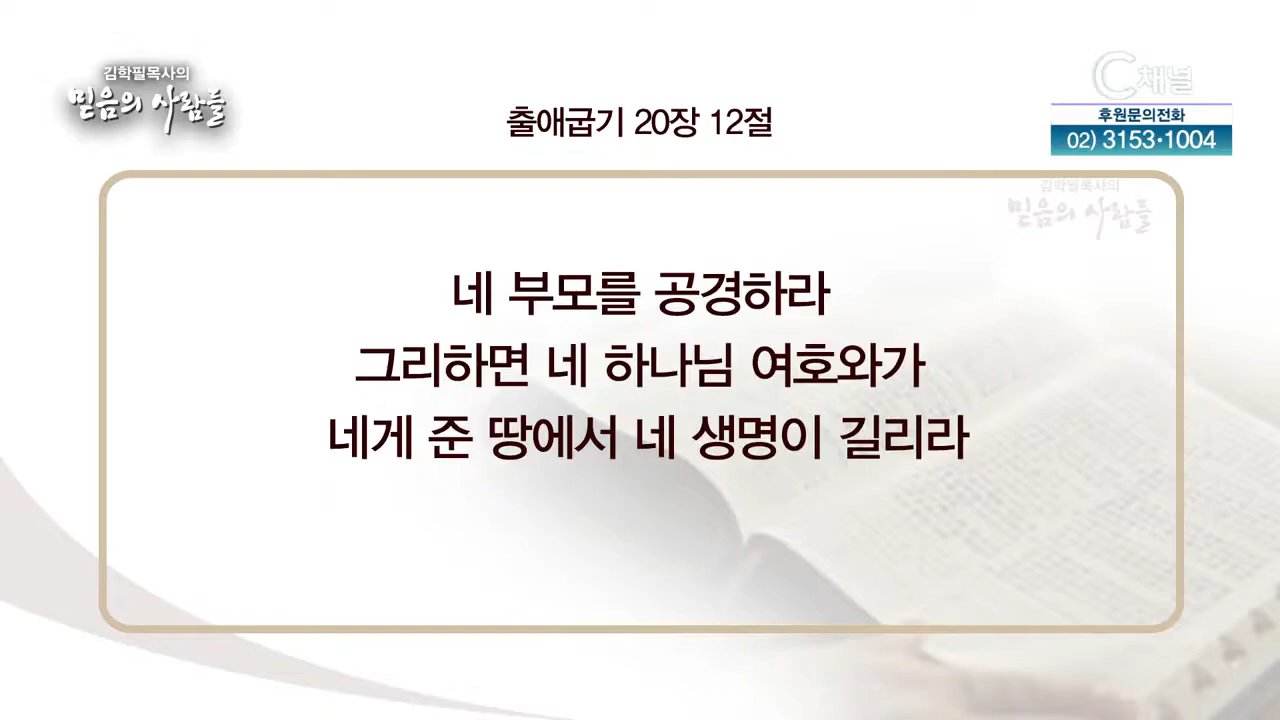 김학필목사의
믿음의 사람들
C채널
후원문의전화
02) 3153·1004
출애굽기 20장 12절
김학필목사의
믿음의 사람들
네 부모를 공경하라
그리하면 네 하나님 여호와가
네게 준 땅에서 네 생명이 길리라